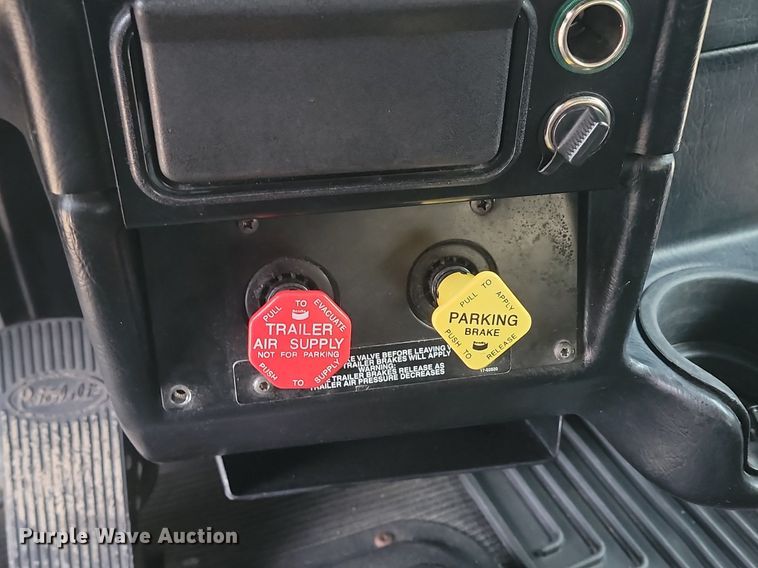 PULL TO EVACUATE
TRAILER
AIR SUPPLY
NOT FOR PARKING
PUSH TO SUPPLY
PULL TO APPLY
PARKING
BRAKE
PUSH TO RELEASE
VALVE BEFORE LEAVING
TRAILER BRAKES WILL APPLY
WARNING:
TRAILER BRAKES RELEASE AS
TRAILER AIR PRESSURE DECREASES
Peterbilt
Purple Wave Auction